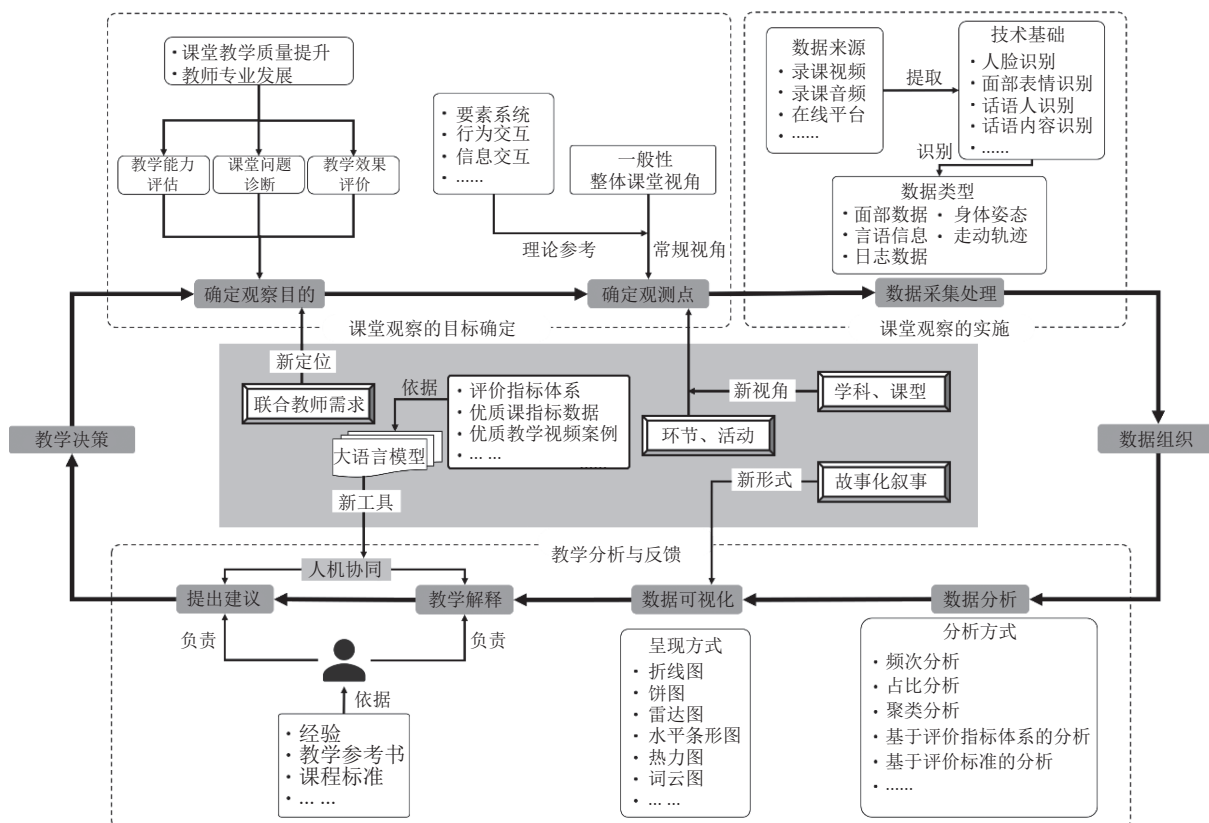 · 课堂教学质量提升
· 教师专业发展
教学能力
评估
课堂问题
诊断
教学效果
评价
· 要素系统
· 行为交互
· 信息交互
· ……
一般性
整体课堂视角
理论参考
常规视角
确定观察目的
确定观测点
课堂观察的目标确定
数据来源
· 录课视频
· 录课音频
· 在线平台
· ……
提取
技术基础
· 人脸识别
· 面部表情识别
· 话语人识别
· 话语内容识别
· ……
识别
数据类型
· 面部数据 · 身体姿态
· 言语信息 · 走动轨迹
· 日志数据
数据采集处理
课堂观察的实施
新定位
联合教师需求
依据
· 评价指标体系
· 优质课指标数据
· 优质教学视频案例
· … …
……
大语言模型
新工具
新视角
学科、课型
环节、活动
新形式
故事化叙事
教学决策
数据组织
教学分析与反馈
人机协同
提出建议
教学解释
数据可视化
数据分析
负责
负责
依据
· 经验
· 教学参考书
· 课程标准
· … …
呈现方式
· 折线图
· 饼图
· 雷达图
· 水平条形图
· 热力图
· 词云图
· … …
分析方式
· 频次分析
· 占比分析
· 聚类分析
· 基于评价指标体系的分析
· 基于评价标准的分析
· ……